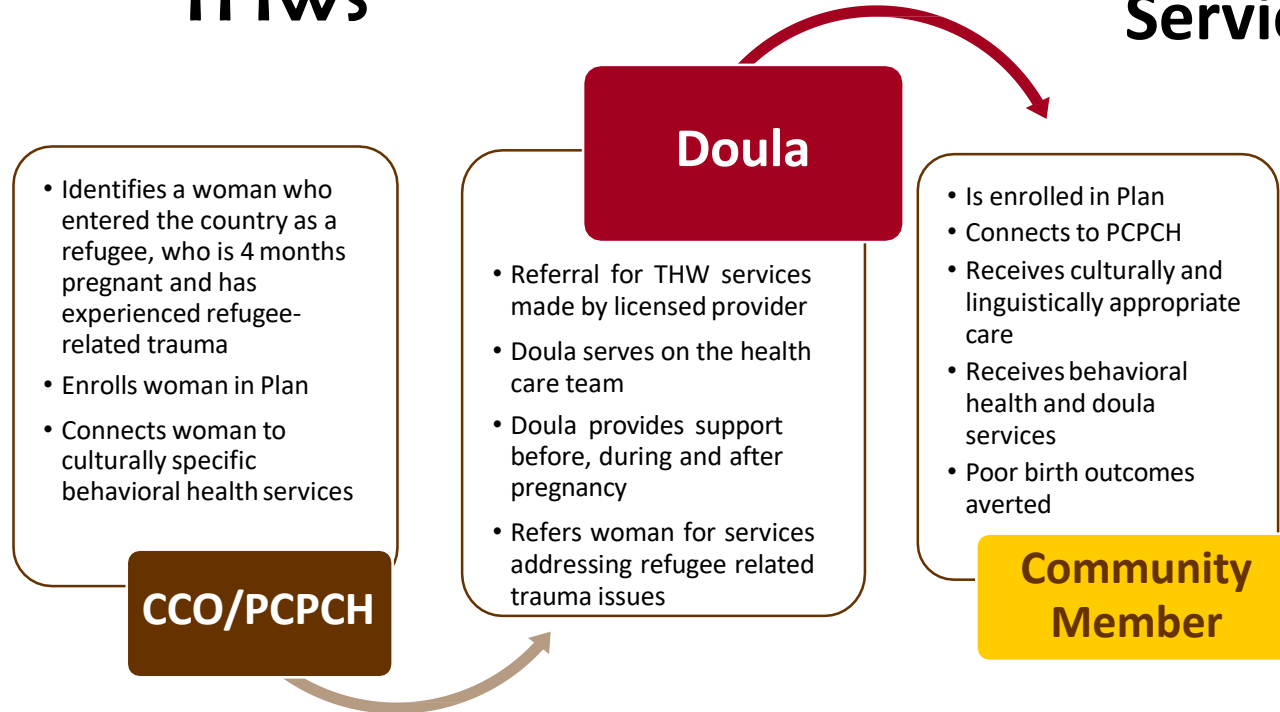 THWs
• Identifies a woman who
entered the country as a
refugee, who is 4 months
pregnant and has
experienced refugee-
related trauma
• Enrolls woman in Plan
• Connects woman to
culturally specific
behavioral health services
CCO/PCPCH
Doula
• Referral for THW services
made by licensed provider
• Doula serves on the health
care team
• Doula provides support
before, during and after
pregnancy
• Refers woman for services
addressing refugee related
trauma issues
• Is enrolled in Plan
• Connects to PCPCH
• Receives culturally and
linguistically appropriate
care
• Receives behavioral
health and doula
services
• Poor birth outcomes
averted
Community
Member